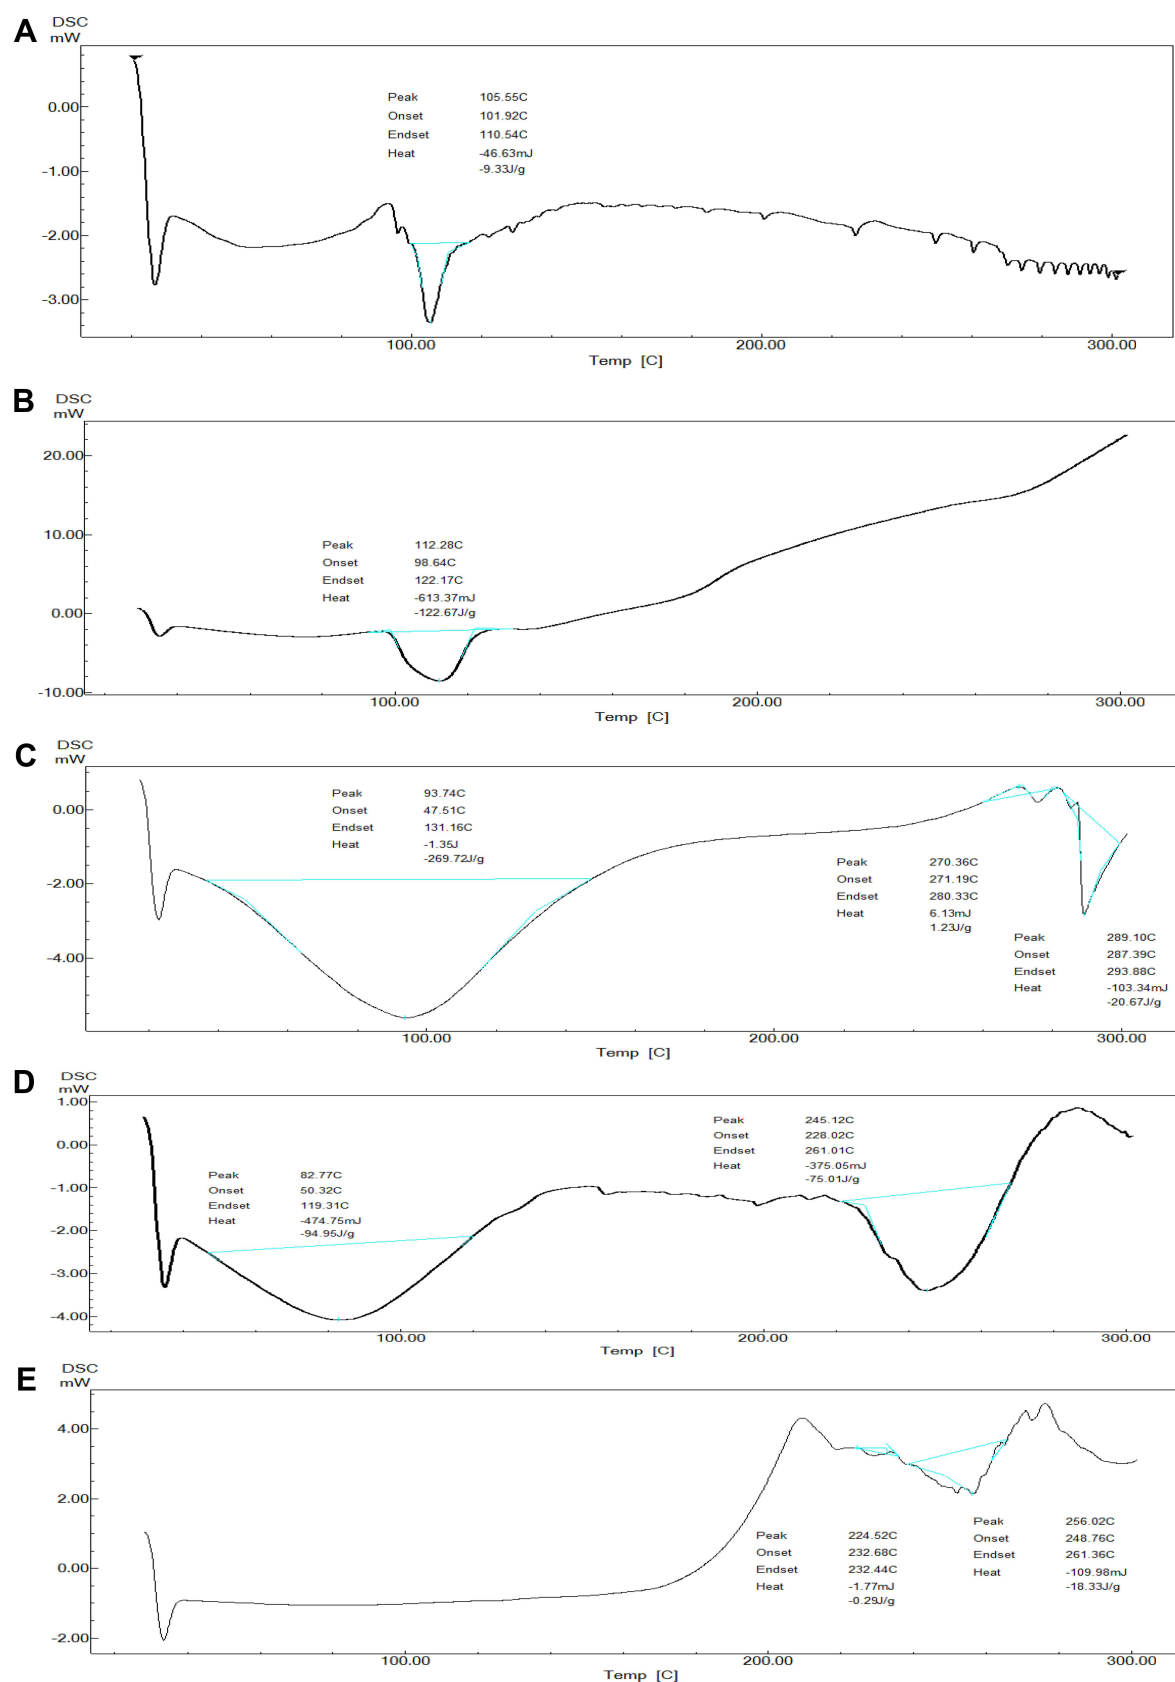 A
DSC
mW
0.00
-1.00
-2.00
-3.00
Peak 105.55C
Onset 101.92C
Endset 110.54C
Heat -46.63mJ
-9.33J/g
100.00 200.00 300.00
Temp [C]
B
DSC
mW
20.00
10.00
0.00
-10.00
Peak 112.28C
Onset 98.64C
Endset 122.17C
Heat -613.37mJ
-122.67J/g
100.00 200.00 300.00
Temp [C]
C
DSC
mW
0.00
-2.00
-4.00
Peak 93.74C
Onset 47.51C
Endset 131.16C
Heat -1.35J
-269.72J/g
Peak 270.36C
Onset 271.19C
Endset 280.33C
Heat 6.13mJ
1.23J/g
Peak 289.10C
Onset 287.39C
Endset 293.88C
Heat -103.34mJ
-20.67J/g
100.00 200.00 300.00
Temp [C]
D
DSC
mW
1.00
0.00
-1.00
-2.00
-3.00
-4.00
Peak 82.77C
Onset 50.32C
Endset 119.31C
Heat -474.75mJ
-94.95J/g
Peak 245.12C
Onset 228.02C
Endset 261.01C
Heat -375.05mJ
-75.01J/g
100.00 200.00 300.00
Temp [C]
E
DSC
mW
4.00
2.00
0.00
-2.00
Peak 224.52C
Onset 232.68C
Endset 232.44C
Heat -1.77mJ
-0.29J/g
Peak 256.02C
Onset 248.76C
Endset 261.36C
Heat -109.98mJ
-18.33J/g
100.00 200.00 300.00
Temp [C]